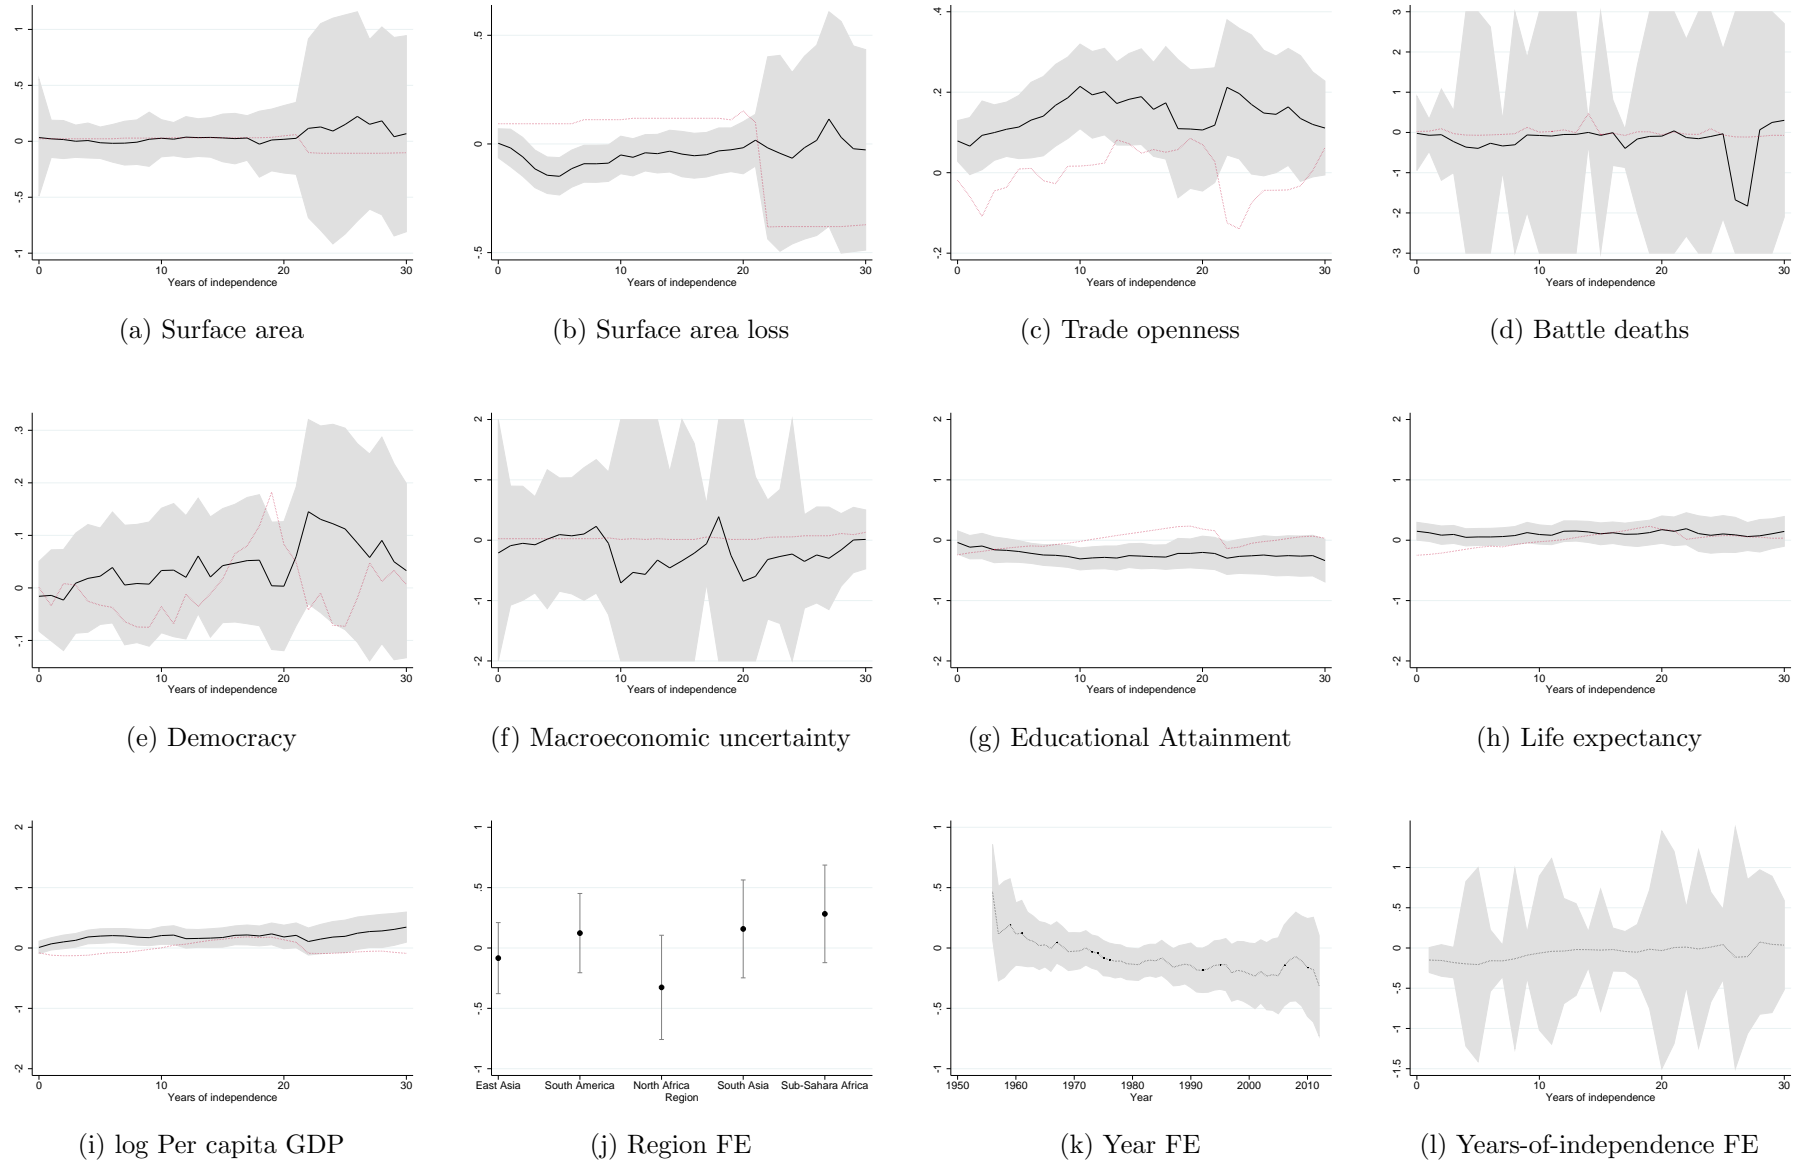 1
.5
0
-.5
-1
0 10 20 30
Years of independence
(a) Surface area
.5
0
-.5
0 10 20 30
Years of independence
(b) Surface area loss
.4
.2
0
-.2
0 10 20 30
Years of independence
(c) Trade openness
3
2
1
0
-1
-2
-3
0 10 20 30
Years of independence
(d) Battle deaths
.3
.2
.1
0
-.1
0 10 20 30
Years of independence
(e) Democracy
2
1
0
-1
-2
0 10 20 30
Years of independence
(f) Macroeconomic uncertainty
2
1
0
-1
-2
0 10 20 30
Years of independence
(g) Educational Attainment
2
1
0
-1
-2
0 10 20 30
Years of independence
(h) Life expectancy
2
1
0
-1
-2
0 10 20 30
Years of independence
(i) log Per capita GDP
1
.5
0
-.5
-1
East Asia South America North Africa South Asia Sub-Sahara Africa
Region
(j) Region FE
1
.5
0
-.5
-1
1950 1960 1970 1980 1990 2000 2010
Year
(k) Year FE
1
.5
0
-.5
-1
-1.5
10 20 30
Years of independence
(l) Years-of-independence FE